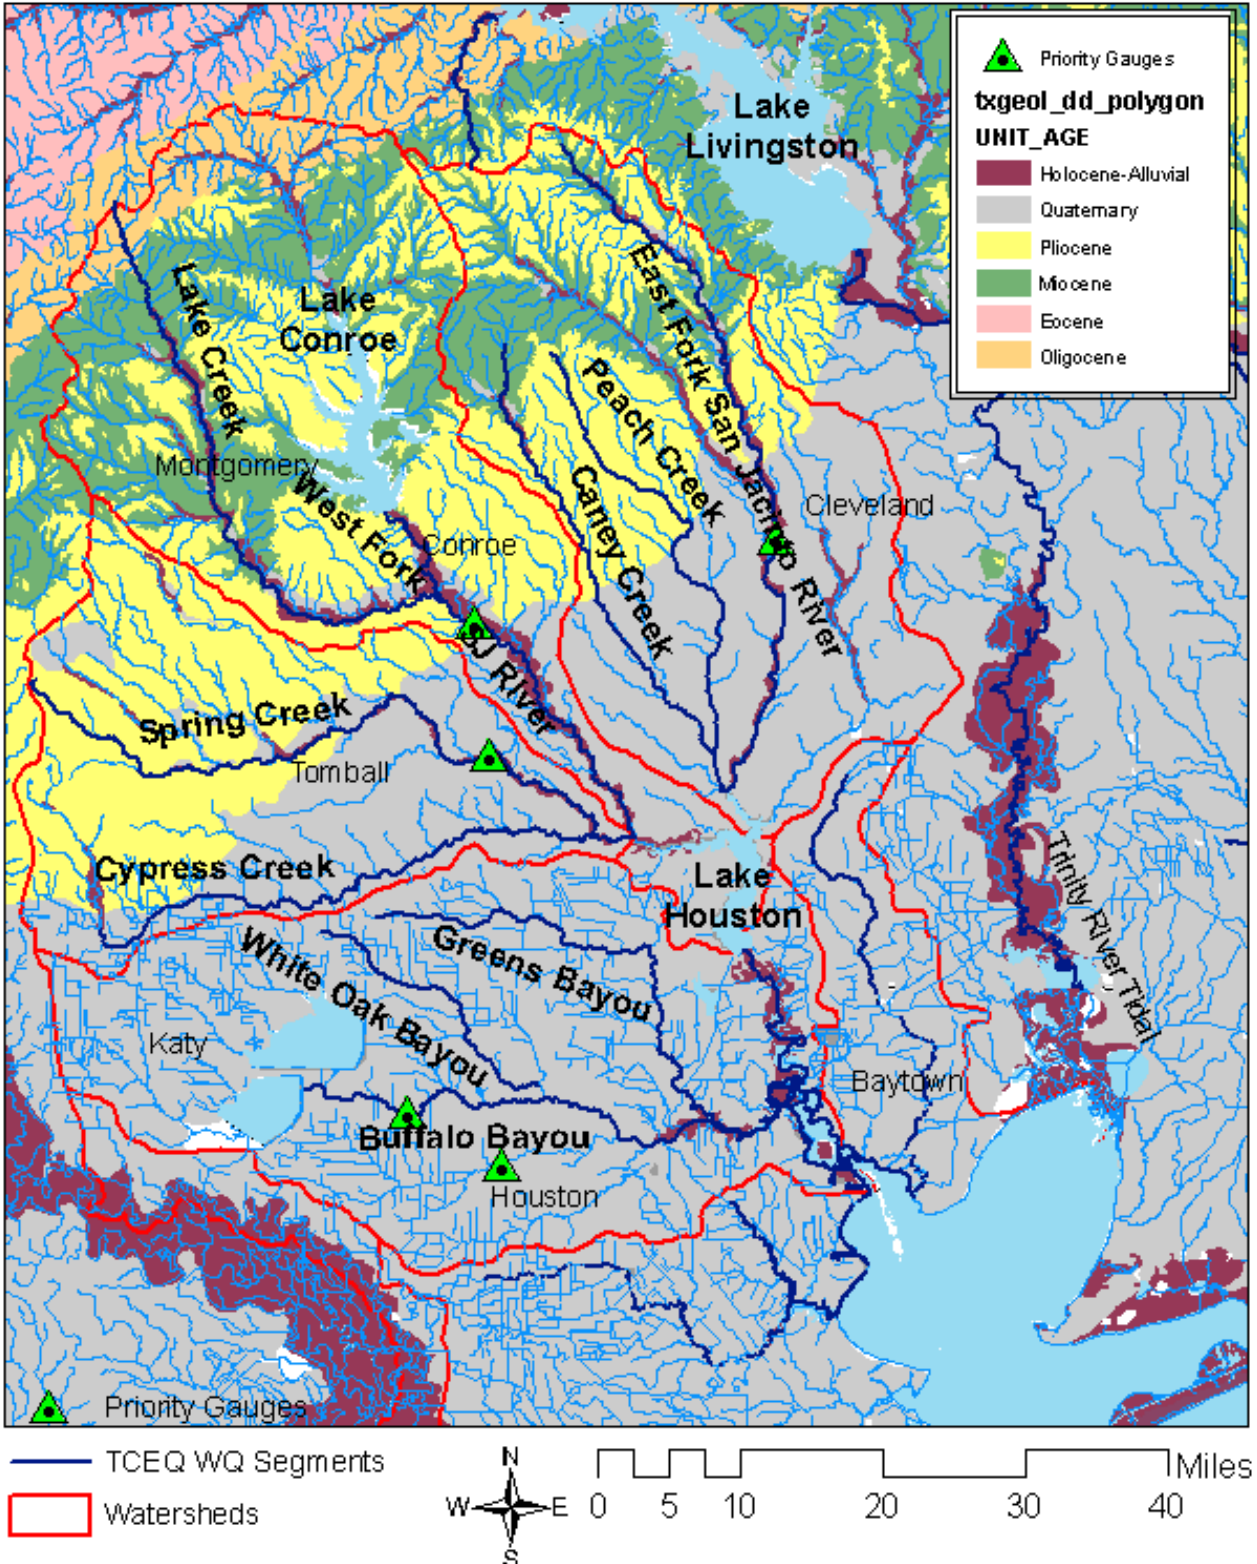 Priority Gauges
txgeol_dd_polygon
UNIT_AGE
Holocene-Alluvial
Quaternary
Pliocene
Miocene
Eocene
Oligocene
Lake
Livingston
Lake
Conroe
Lake Creek
East Fork San Jacinto River
Peach Creek
Caney Creek
Montgomery
West Fork
SJ River
Conroe
Cleveland
Spring Creek
Tomball
Cypress Creek
Lake
Houston
Trinity River Tidal
Greens Bayou
White Oak Bayou
Katy
Baytown
Buffalo Bayou
Houston
Priority Gauges
TCEQ WQ Segments
Watersheds
N
W E
S
0 5 10 20 30 40
Miles